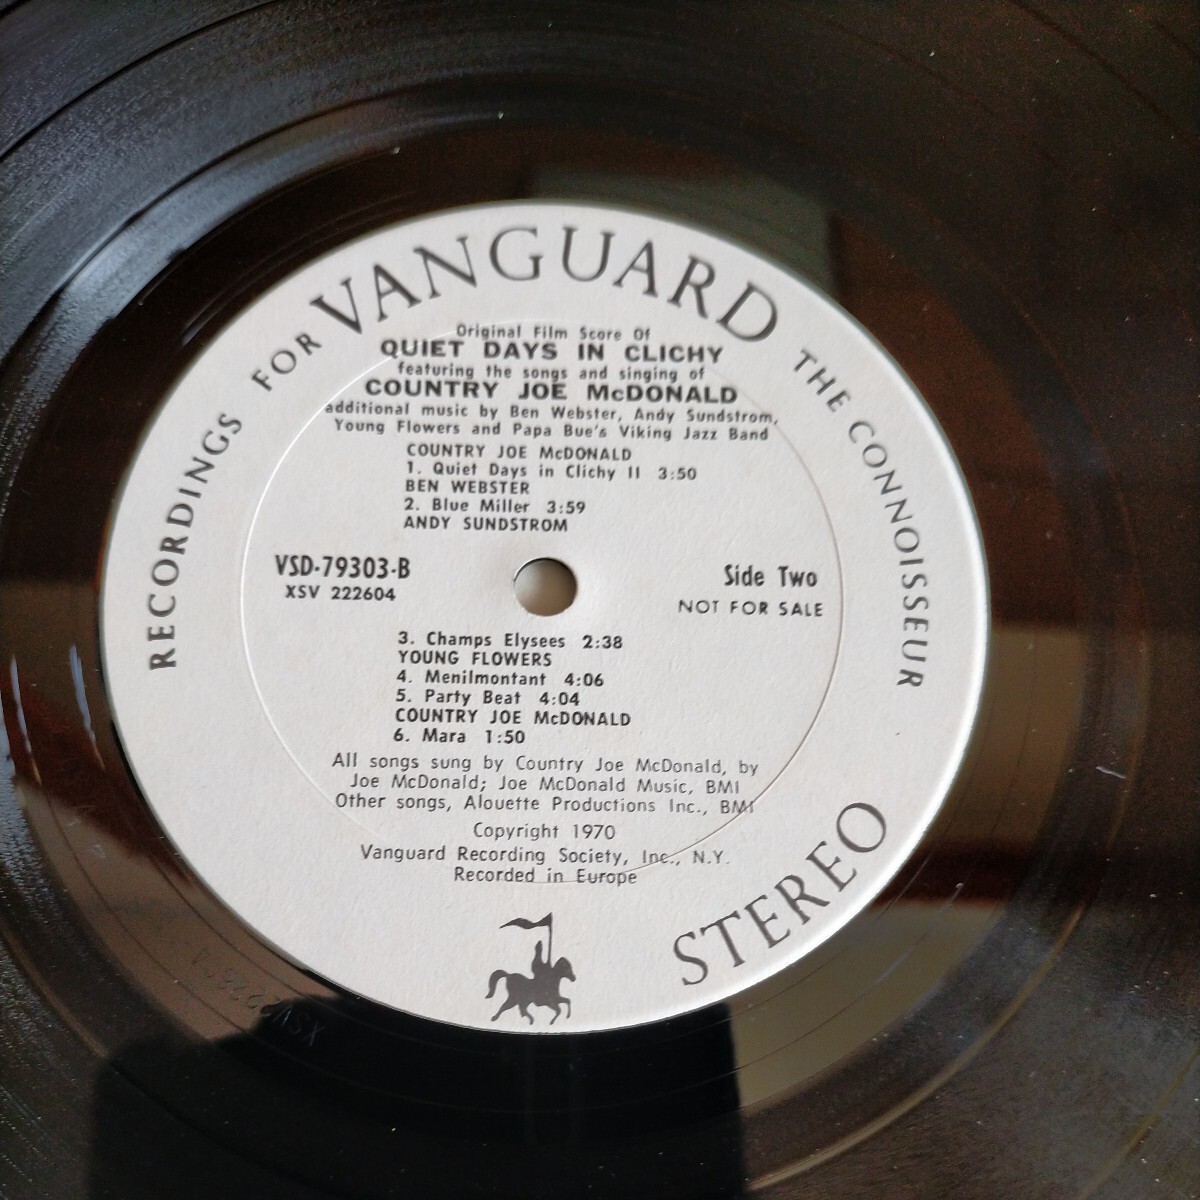 RECORDINGS FOR VANGUARD THE CONNOISSEUR
Original Film Score Of
QUIET DAYS IN CLICHY
featuring the songs and singing of
COUNTRY JOE McDONALD
additional music by Ben Webster, Andy Sundstrom,
Young Flowers and Papa Bue's Viking Jazz Band
COUNTRY JOE McDONALD
1. Quiet Days in Clichy II 3:50
BEN WEBSTER
2. Blue Miller 3:59
ANDY SUNDSTROM
VSD-79303-B
XSV 222604
Side Two
NOT FOR SALE
3. Champs Elysees 2:38
YOUNG FLOWERS
4. Menilmontant 4:06
5. Party Beat 4:04
COUNTRY JOE McDONALD
6. Mara 1:50
All songs sung by Country Joe McDonald, by
Joe McDonald; Joe McDonald Music, BMI
Other songs, Alouette Productions Inc., BMI
Copyright 1970
Vanguard Recording Society, Inc., N.Y.
Recorded in Europe
STEREO